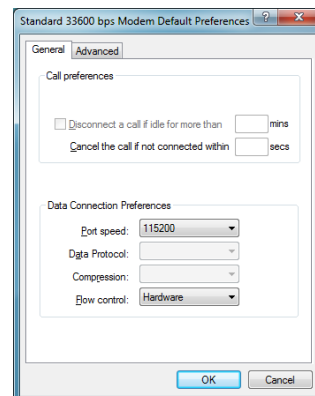 Standard 33600 bps Modem Default Preferences ? X
General Advanced
Call preferences
Disconnect a call if idle for more than mins
Cancel the call if not connected within secs
Data Connection Preferences
Port speed: 115200
Data Protocol:
Compression:
Flow control: Hardware
OK Cancel